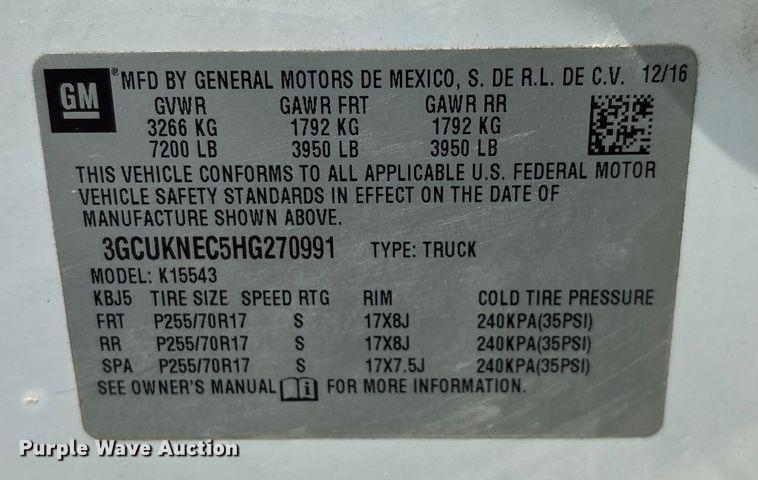 GM ® MFD BY GENERAL MOTORS DE MEXICO, S. DE R.L. DE C.V. 12/16
GVWR GAWR FRT GAWR RR
3266 KG 1792 KG 1792 KG
7200 LB 3950 LB 3950 LB
THIS VEHICLE CONFORMS TO ALL APPLICABLE U.S. FEDERAL MOTOR
VEHICLE SAFETY STANDARDS IN EFFECT ON THE DATE OF
MANUFACTURE SHOWN ABOVE.
3GCUKNEC5HG270991 TYPE: TRUCK
MODEL: K15543
KBJ5 TIRE SIZE SPEED RTG RIM COLD TIRE PRESSURE
FRT P255/70R17 S 17X8J 240KPA(35PSI)
RR P255/70R17 S 17X8J 240KPA(35PSI)
SPA P255/70R17 S 17X7.5J 240KPA(35PSI)
SEE OWNER'S MANUAL i FOR MORE INFORMATION.
Purple Wave Auction